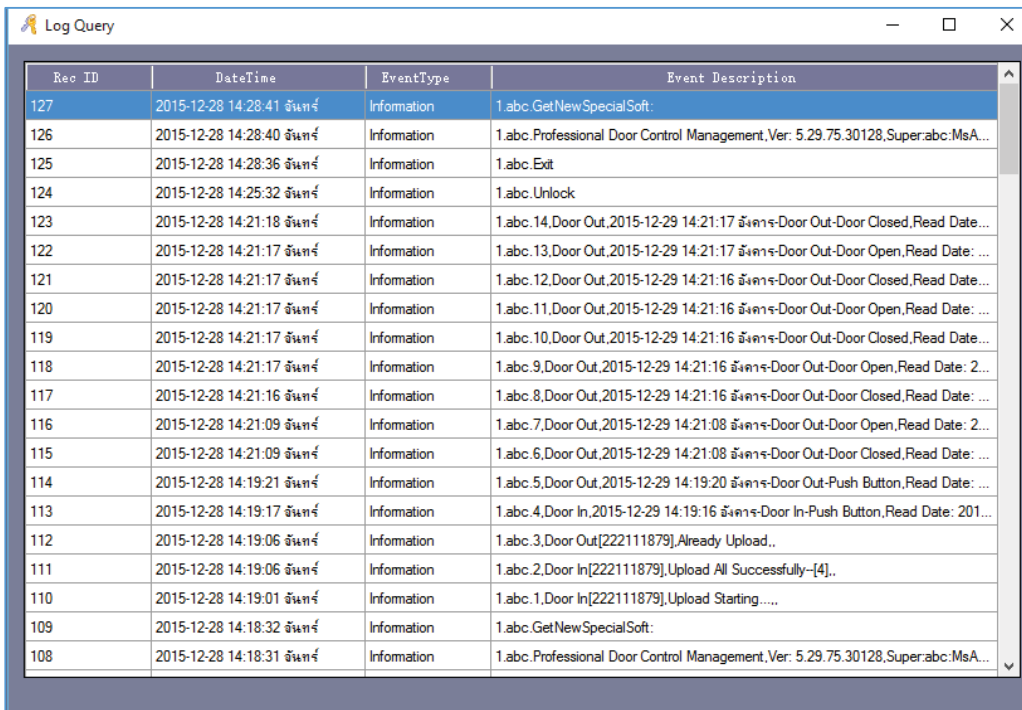 Log Query
Rec ID DateTime EventType Event Description
127 2015-12-28 14:28:41 จันทร์ Information 1.abc.GetNewSpecialSoft:
126 2015-12-28 14:28:40 จันทร์ Information 1.abc.Professional Door Control Management,Ver: 5.29.75.30128,Super:abc:MsA...
125 2015-12-28 14:28:36 จันทร์ Information 1.abc.Exit
124 2015-12-28 14:25:32 จันทร์ Information 1.abc.Unlock
123 2015-12-28 14:21:18 จันทร์ Information 1.abc.14,Door Out,2015-12-29 14:21:17 อังคาร-Door Out-Door Closed,Read Date...
122 2015-12-28 14:21:17 จันทร์ Information 1.abc.13,Door Out,2015-12-29 14:21:17 อังคาร-Door Out-Door Open,Read Date: ...
121 2015-12-28 14:21:17 จันทร์ Information 1.abc.12,Door Out,2015-12-29 14:21:16 อังคาร-Door Out-Door Closed,Read Date...
120 2015-12-28 14:21:17 จันทร์ Information 1.abc.11,Door Out,2015-12-29 14:21:16 อังคาร-Door Out-Door Open,Read Date: ...
119 2015-12-28 14:21:17 จันทร์ Information 1.abc.10,Door Out,2015-12-29 14:21:16 อังคาร-Door Out-Door Closed,Read Date...
118 2015-12-28 14:21:17 จันทร์ Information 1.abc.9,Door Out,2015-12-29 14:21:16 อังคาร-Door Out-Door Open,Read Date: 2...
117 2015-12-28 14:21:16 จันทร์ Information 1.abc.8,Door Out,2015-12-29 14:21:16 อังคาร-Door Out-Door Closed,Read Date: ...
116 2015-12-28 14:21:09 จันทร์ Information 1.abc.7,Door Out,2015-12-29 14:21:08 อังคาร-Door Out-Door Open,Read Date: 2...
115 2015-12-28 14:21:09 จันทร์ Information 1.abc.6,Door Out,2015-12-29 14:21:08 อังคาร-Door Out-Door Closed,Read Date: ...
114 2015-12-28 14:19:21 จันทร์ Information 1.abc.5,Door Out,2015-12-29 14:19:20 อังคาร-Door Out-Push Button,Read Date: ...
113 2015-12-28 14:19:17 จันทร์ Information 1.abc.4,Door In,2015-12-29 14:19:16 อังคาร-Door In-Push Button,Read Date: 201...
112 2015-12-28 14:19:06 จันทร์ Information 1.abc.3,Door Out[222111879],Already Upload,,
111 2015-12-28 14:19:06 จันทร์ Information 1.abc.2,Door In[222111879],Upload All Successfully--[4],,
110 2015-12-28 14:19:01 จันทร์ Information 1.abc.1,Door In[222111879],Upload Starting...,,
109 2015-12-28 14:18:32 จันทร์ Information 1.abc.GetNewSpecialSoft:
108 2015-12-28 14:18:31 จันทร์ Information 1.abc.Professional Door Control Management,Ver: 5.29.75.30128,Super:abc:MsA...